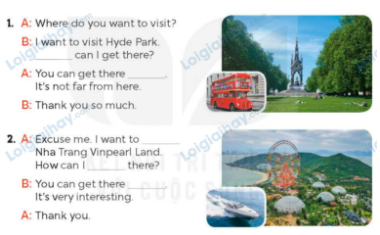 1. A: Where do you want to visit?
B: I want to visit Hyde Park.
______ can I get there?
A: You can get there ______.
It's not far from here.
B: Thank you so much.
2. A: Excuse me. I want to ______
Nha Trang Vinpearl Land.
How can I ______ there?
B: You can get there ______.
It's very interesting.
A: Thank you.
Loigiaihay.com